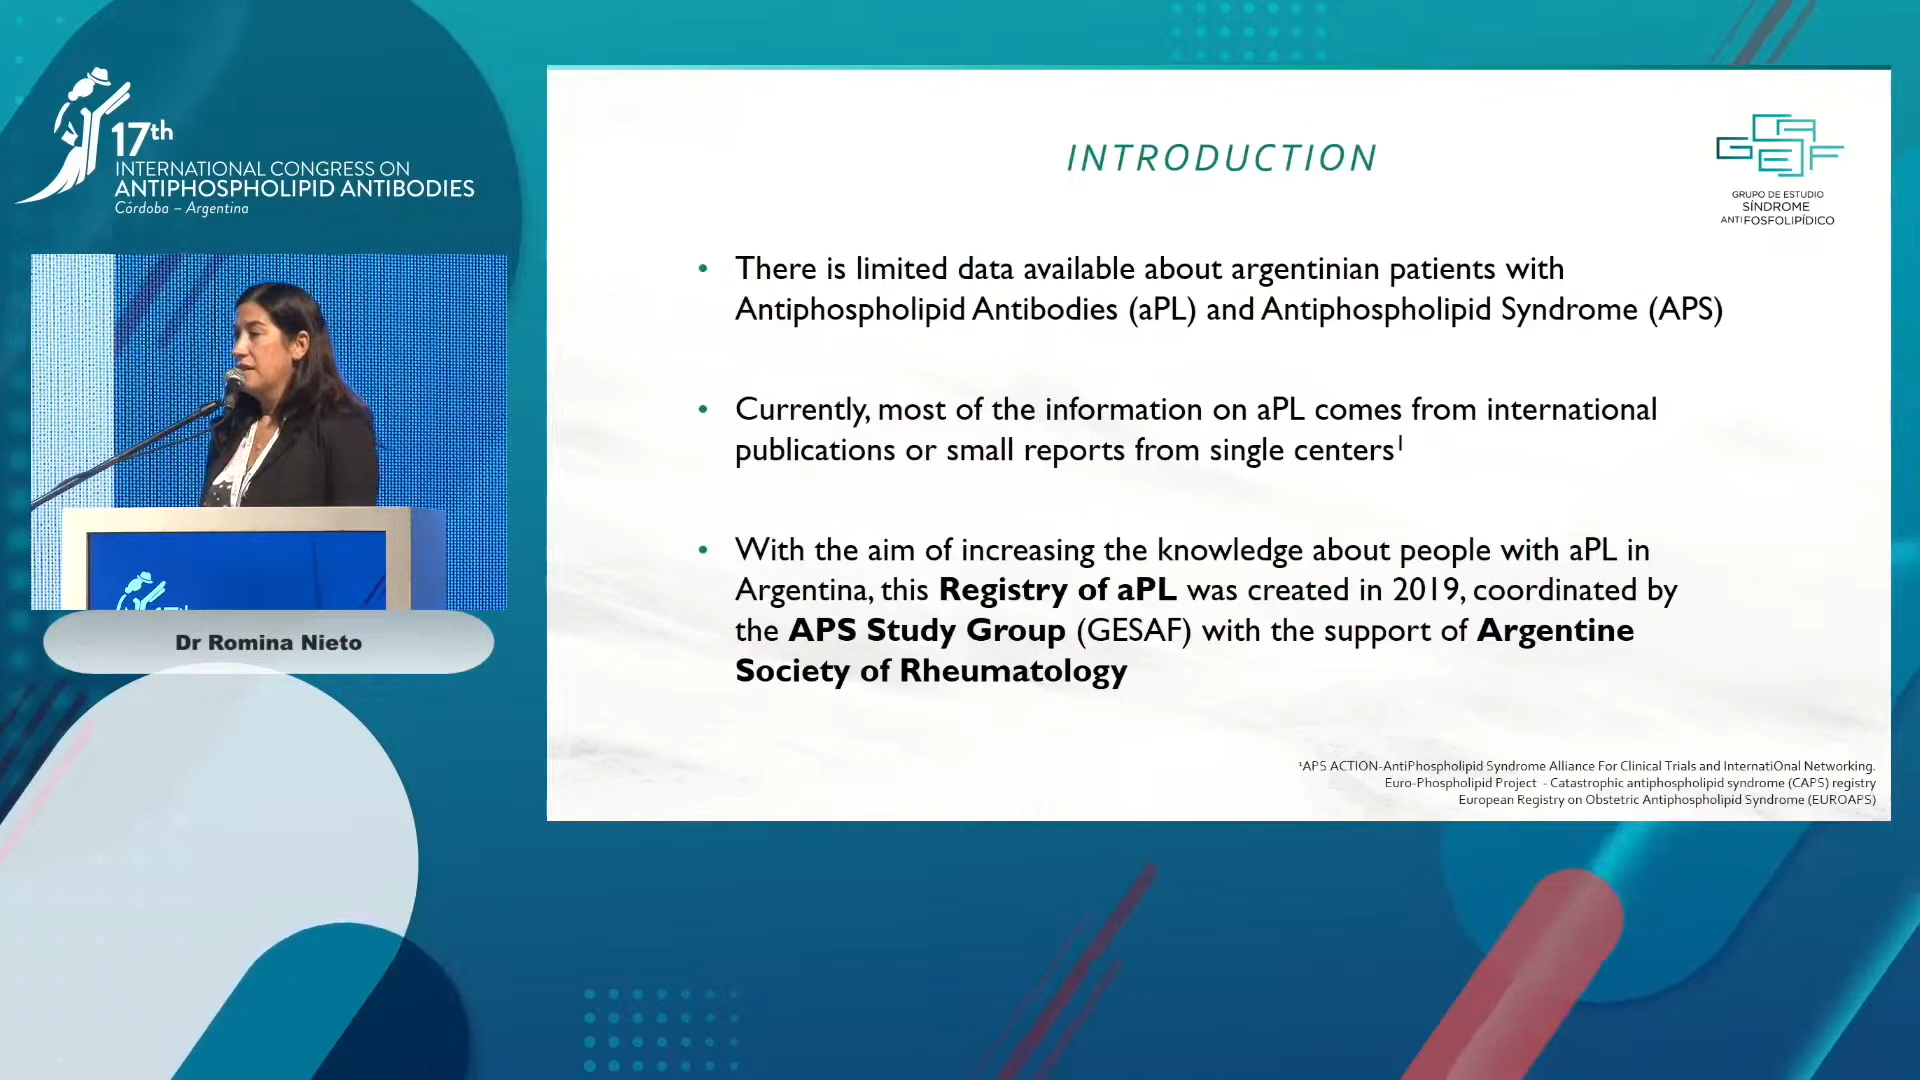 17th
INTERNATIONAL CONGRESS ON
ANTIPHOSPHOLIPID ANTIBODIES
Córdoba – Argentina
Dr Romina Nieto
INTRODUCTION
GESAF
GRUPO DE ESTUDIO
SÍNDROME
ANTIFOSFOLIPÍDICO
• There is limited data available about argentinian patients with
Antiphospholipid Antibodies (aPL) and Antiphospholipid Syndrome (APS)
• Currently, most of the information on aPL comes from international
publications or small reports from single centers¹
• With the aim of increasing the knowledge about people with aPL in
Argentina, this Registry of aPL was created in 2019, coordinated by
the APS Study Group (GESAF) with the support of Argentine
Society of Rheumatology
¹APS ACTION-AntiPhospholipid Syndrome Alliance For Clinical Trials and InternatiOnal Networking.
Euro-Phospholipid Project - Catastrophic antiphospholipid syndrome (CAPS) registry
European Registry on Obstetric Antiphospholipid Syndrome (EUROAPS)